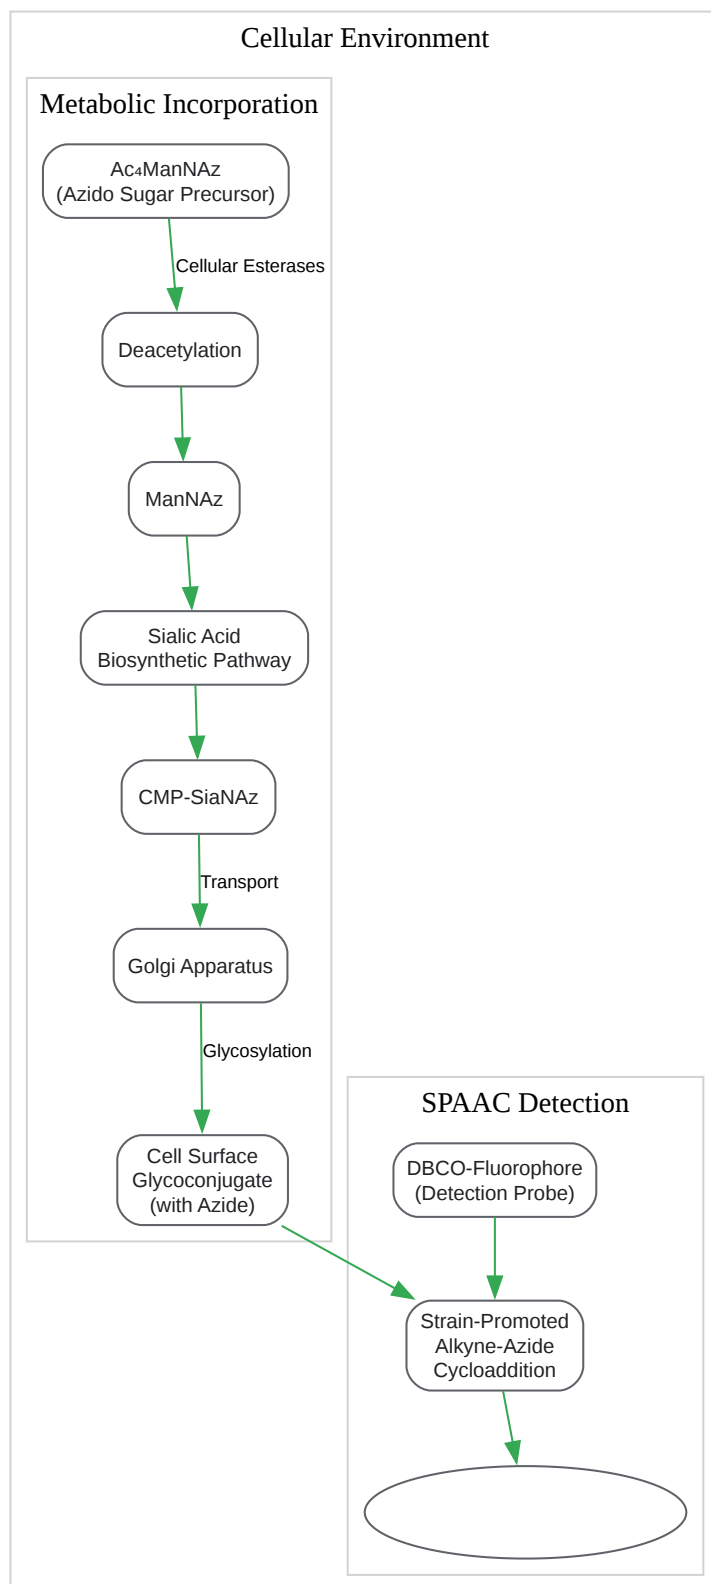 Cellular Environment
Metabolic Incorporation
Ac₄ManNAz
(Azido Sugar Precursor)
Cellular Esterases
Deacetylation
ManNAz
Sialic Acid
Biosynthetic Pathway
CMP-SiaNAz
Transport
Golgi Apparatus
Glycosylation
Cell Surface
Glycoconjugate
(with Azide)
SPAAC Detection
DBCO-Fluorophore
(Detection Probe)
Strain-Promoted
Alkyne-Azide
Cycloaddition